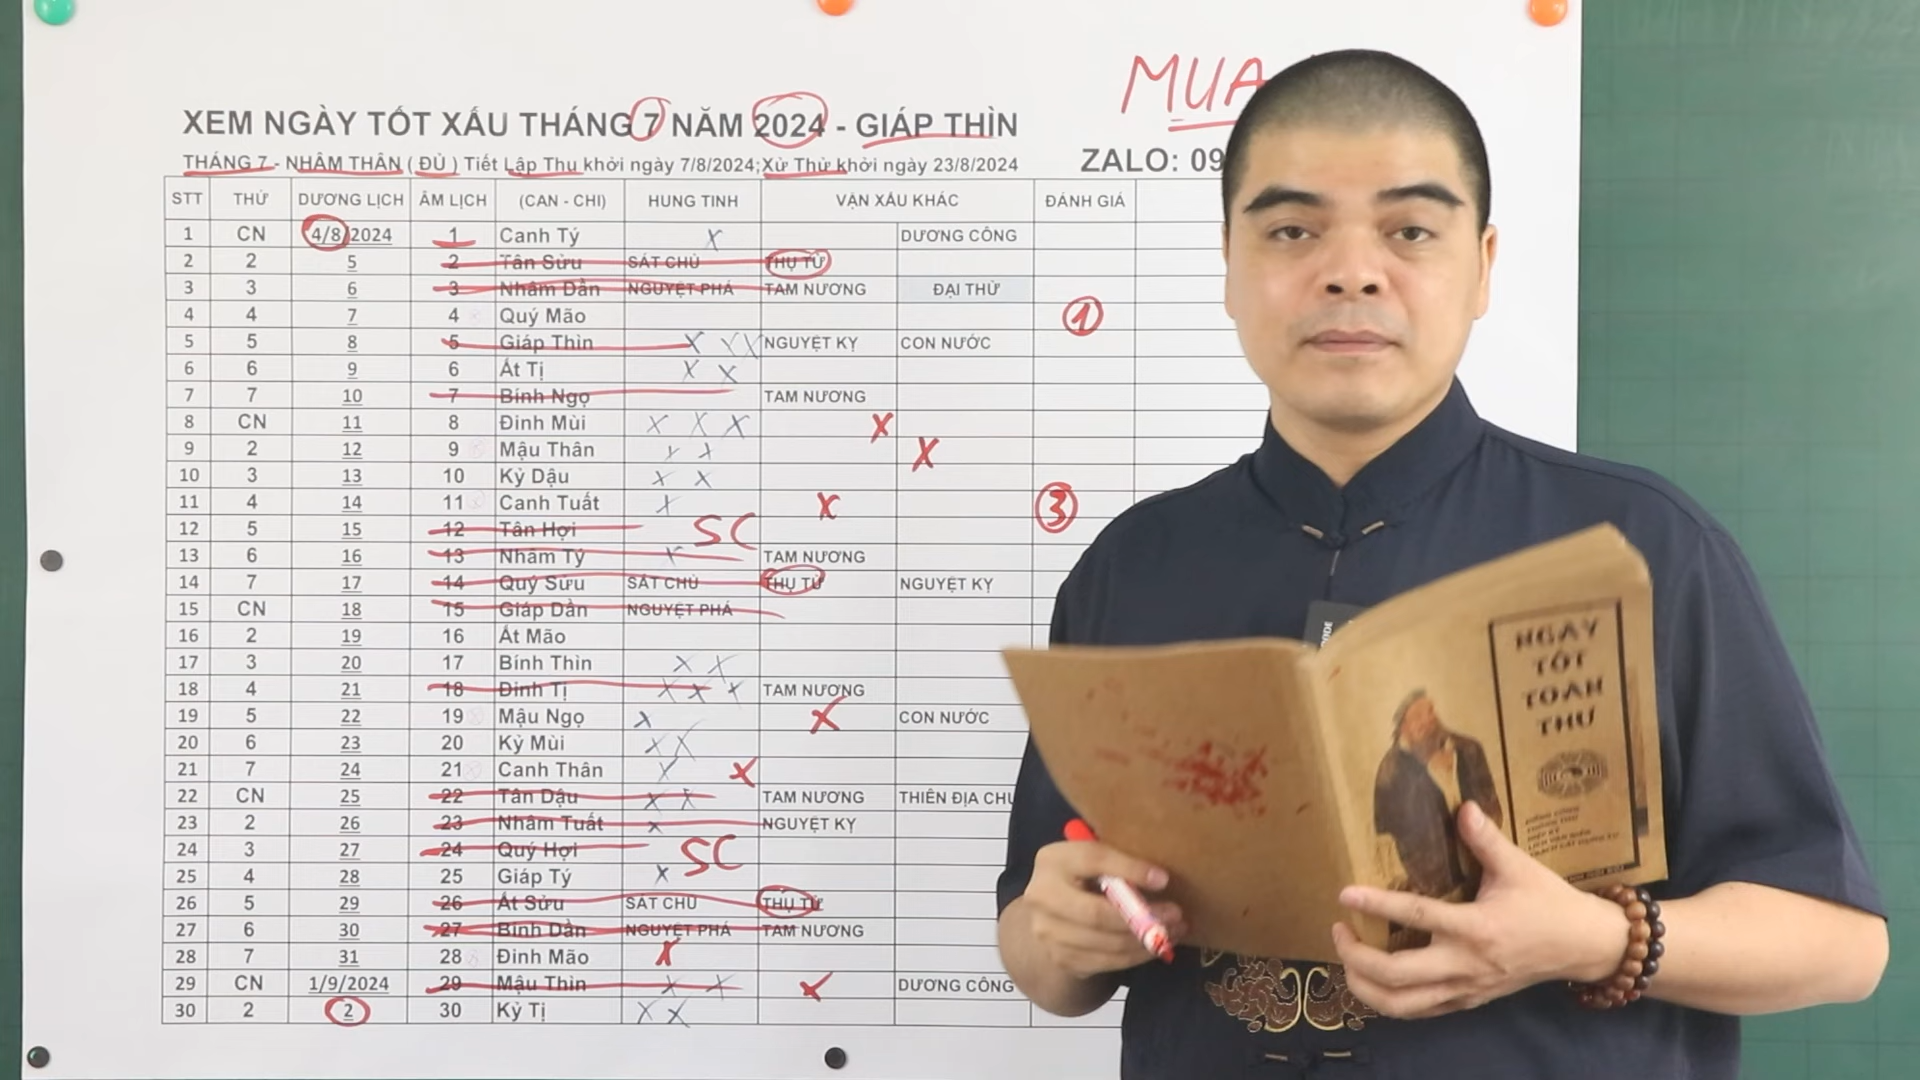 MUA
XEM NGÀY TỐT XẤU THÁNG 7 NĂM 2024 - GIÁP THÌN
THÁNG 7 - NHÂM THÂN ( ĐỦ ) Tiết Lập Thu khởi ngày 7/8/2024; Xử Thử khởi ngày 23/8/2024
ZALO: 09
STT THỨ DƯƠNG LỊCH ÂM LỊCH (CAN - CHI) HUNG TINH VẬN XẤU KHÁC ĐÁNH GIÁ
1 CN 4/8/2024 1 Canh Tý X DƯƠNG CÔNG
2 2 5 2 Tân Sửu SÁT CHỦ THỤ TỬ
3 3 6 3 Nhâm Dần NGUYỆT PHÁ TAM NƯƠNG ĐẠI THỬ
4 4 7 4 Quý Mão 1
5 5 8 5 Giáp Thìn X X X NGUYỆT KỴ CON NƯỚC
6 6 9 6 Ất Tị X X
7 7 10 7 Bính Ngọ TAM NƯƠNG
8 CN 11 8 Đinh Mùi X X X X
9 2 12 9 Mậu Thân X X X
10 3 13 10 Kỷ Dậu X X
11 4 14 11 Canh Tuất X X 3
12 5 15 12 Tân Hợi SC
13 6 16 13 Nhâm Tý X TAM NƯƠNG
14 7 17 14 Quý Sửu SÁT CHỦ THỤ TỬ NGUYỆT KỴ
15 CN 18 15 Giáp Dần NGUYỆT PHÁ
16 2 19 16 Ất Mão
17 3 20 17 Bính Thìn X X
18 4 21 18 Đinh Tị X X X TAM NƯƠNG
19 5 22 19 Mậu Ngọ X X CON NƯỚC
20 6 23 20 Kỷ Mùi X X
21 7 24 21 Canh Thân X X
22 CN 25 22 Tân Dậu X X TAM NƯƠNG THIÊN ĐỊA CHU
23 2 26 23 Nhâm Tuất X NGUYỆT KỴ
24 3 27 24 Quý Hợi SC
25 4 28 25 Giáp Tý X
26 5 29 26 Ất Sửu SÁT CHỦ THỤ TỬ
27 6 30 27 Bính Dần NGUYỆT PHÁ TAM NƯƠNG
28 7 31 28 Đinh Mão X
29 CN 1/9/2024 29 Mậu Thìn X X X DƯƠNG CÔNG
30 2 2 30 Kỷ Tị X X
NGÀY
TỐT
TOÀN
THƯ